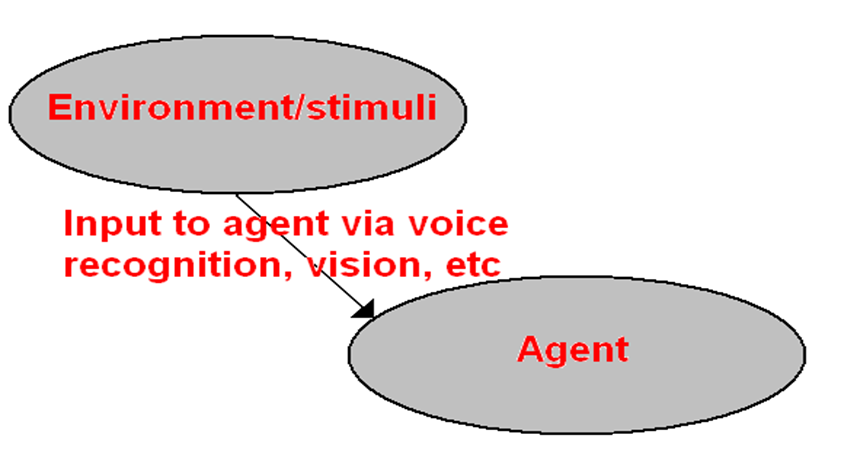 Environment/stimuli
Input to agent via voice
recognition, vision, etc
Agent